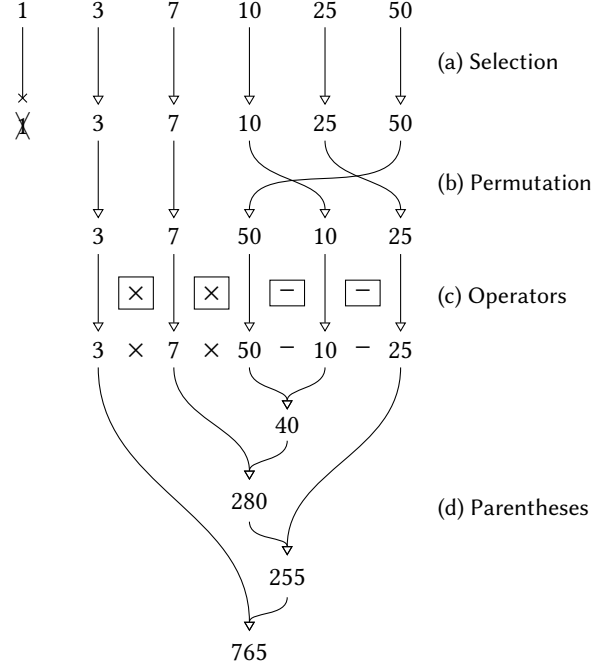 1 3 7 10 25 50
(a) Selection
1 3 7 10 25 50
(b) Permutation
3 7 50 10 25
× × − − (c) Operators
3 × 7 × 50 − 10 − 25
40
280
(d) Parentheses
255
765